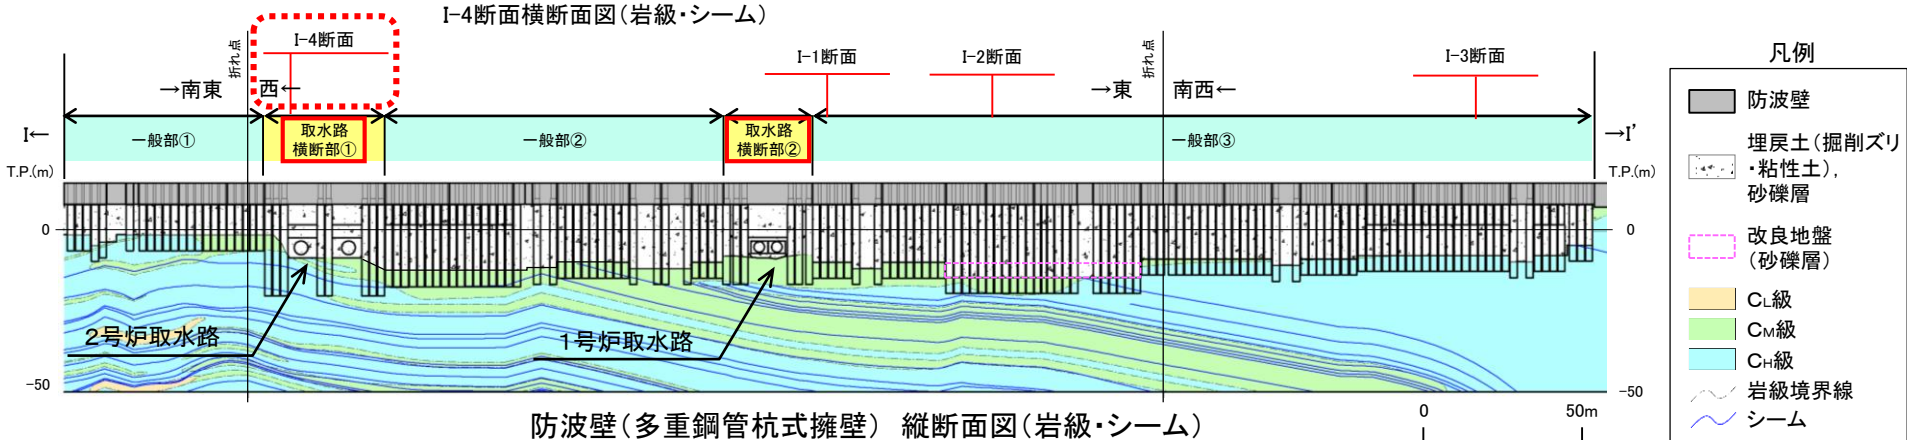 I-4断面横断面図(岩級・シーム)
折れ点
I-4断面
I-1断面
I-2断面
折れ点
I-3断面
→南東
西←
→東
南西←
I←
一般部①
取水路
横断部①
一般部②
取水路
横断部②
一般部③
→I'
T.P.(m)
T.P.(m)
0
0
2号炉取水路
1号炉取水路
-50
-50
防波壁(多重鋼管杭式擁壁) 縦断面図(岩級・シーム)
0
50m
凡例
防波壁
埋戻土(掘削ズリ
・粘性土),
砂礫層
改良地盤
(砂礫層)
CL級
CM級
CH級
岩級境界線
シーム